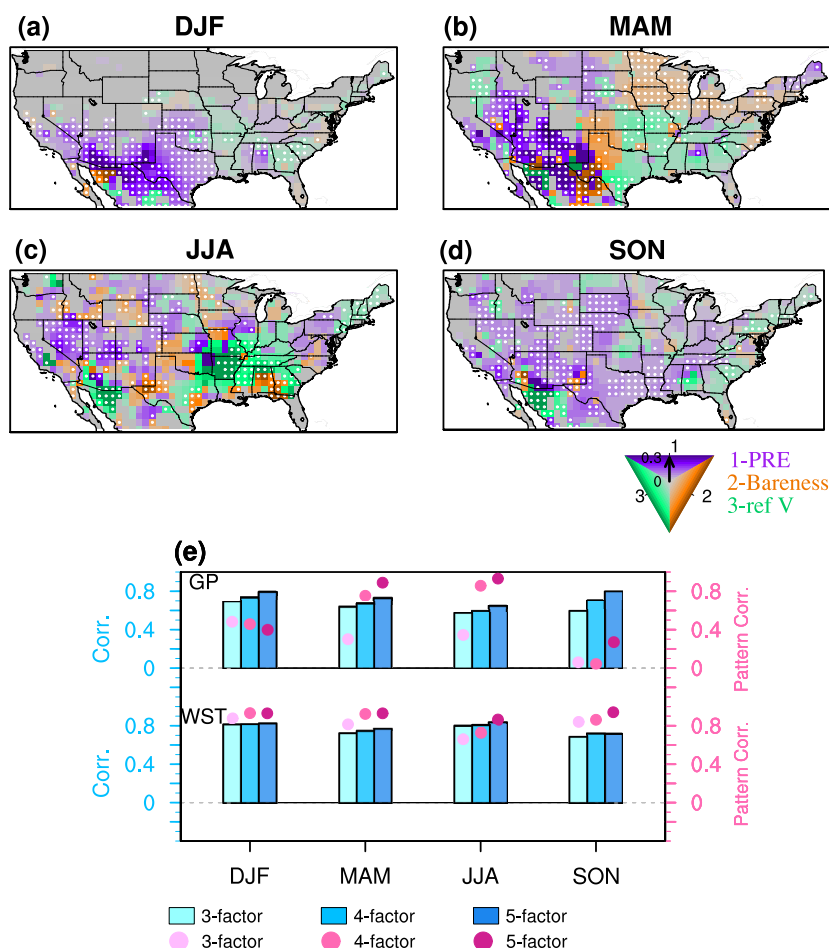 (a) DJF
(b) MAM
(c) JJA
(d) SON
1
0.3
0
3
2
1-PRE
2-Bareness
3-ref V
(e)
GP
0.8
0.4
0
Corr.
0.8
0.4
0
Pattern Corr.
WST
0.8
0.4
0
Corr.
0.8
0.4
0
Pattern Corr.
DJF MAM JJA SON
3-factor 4-factor 5-factor
3-factor 4-factor 5-factor